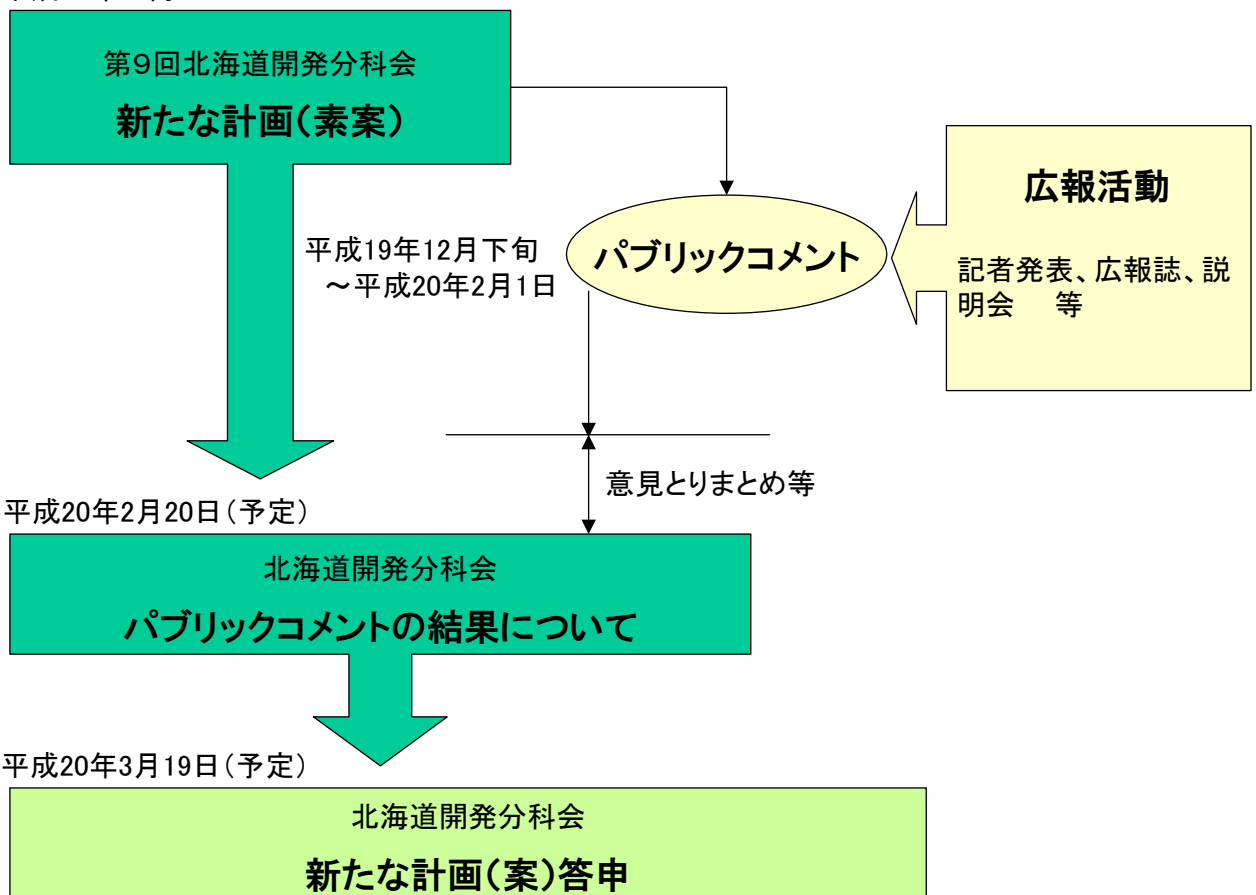 第9回北海道開発分科会
新たな計画(素案)
広報活動
平成19年12月下旬
～平成20年2月1日
パブリックコメント
記者発表、広報誌、説
明会　等
意見とりまとめ等
平成20年2月20日(予定)
北海道開発分科会
パブリックコメントの結果について
平成20年3月19日(予定)
北海道開発分科会
新たな計画(案)答申